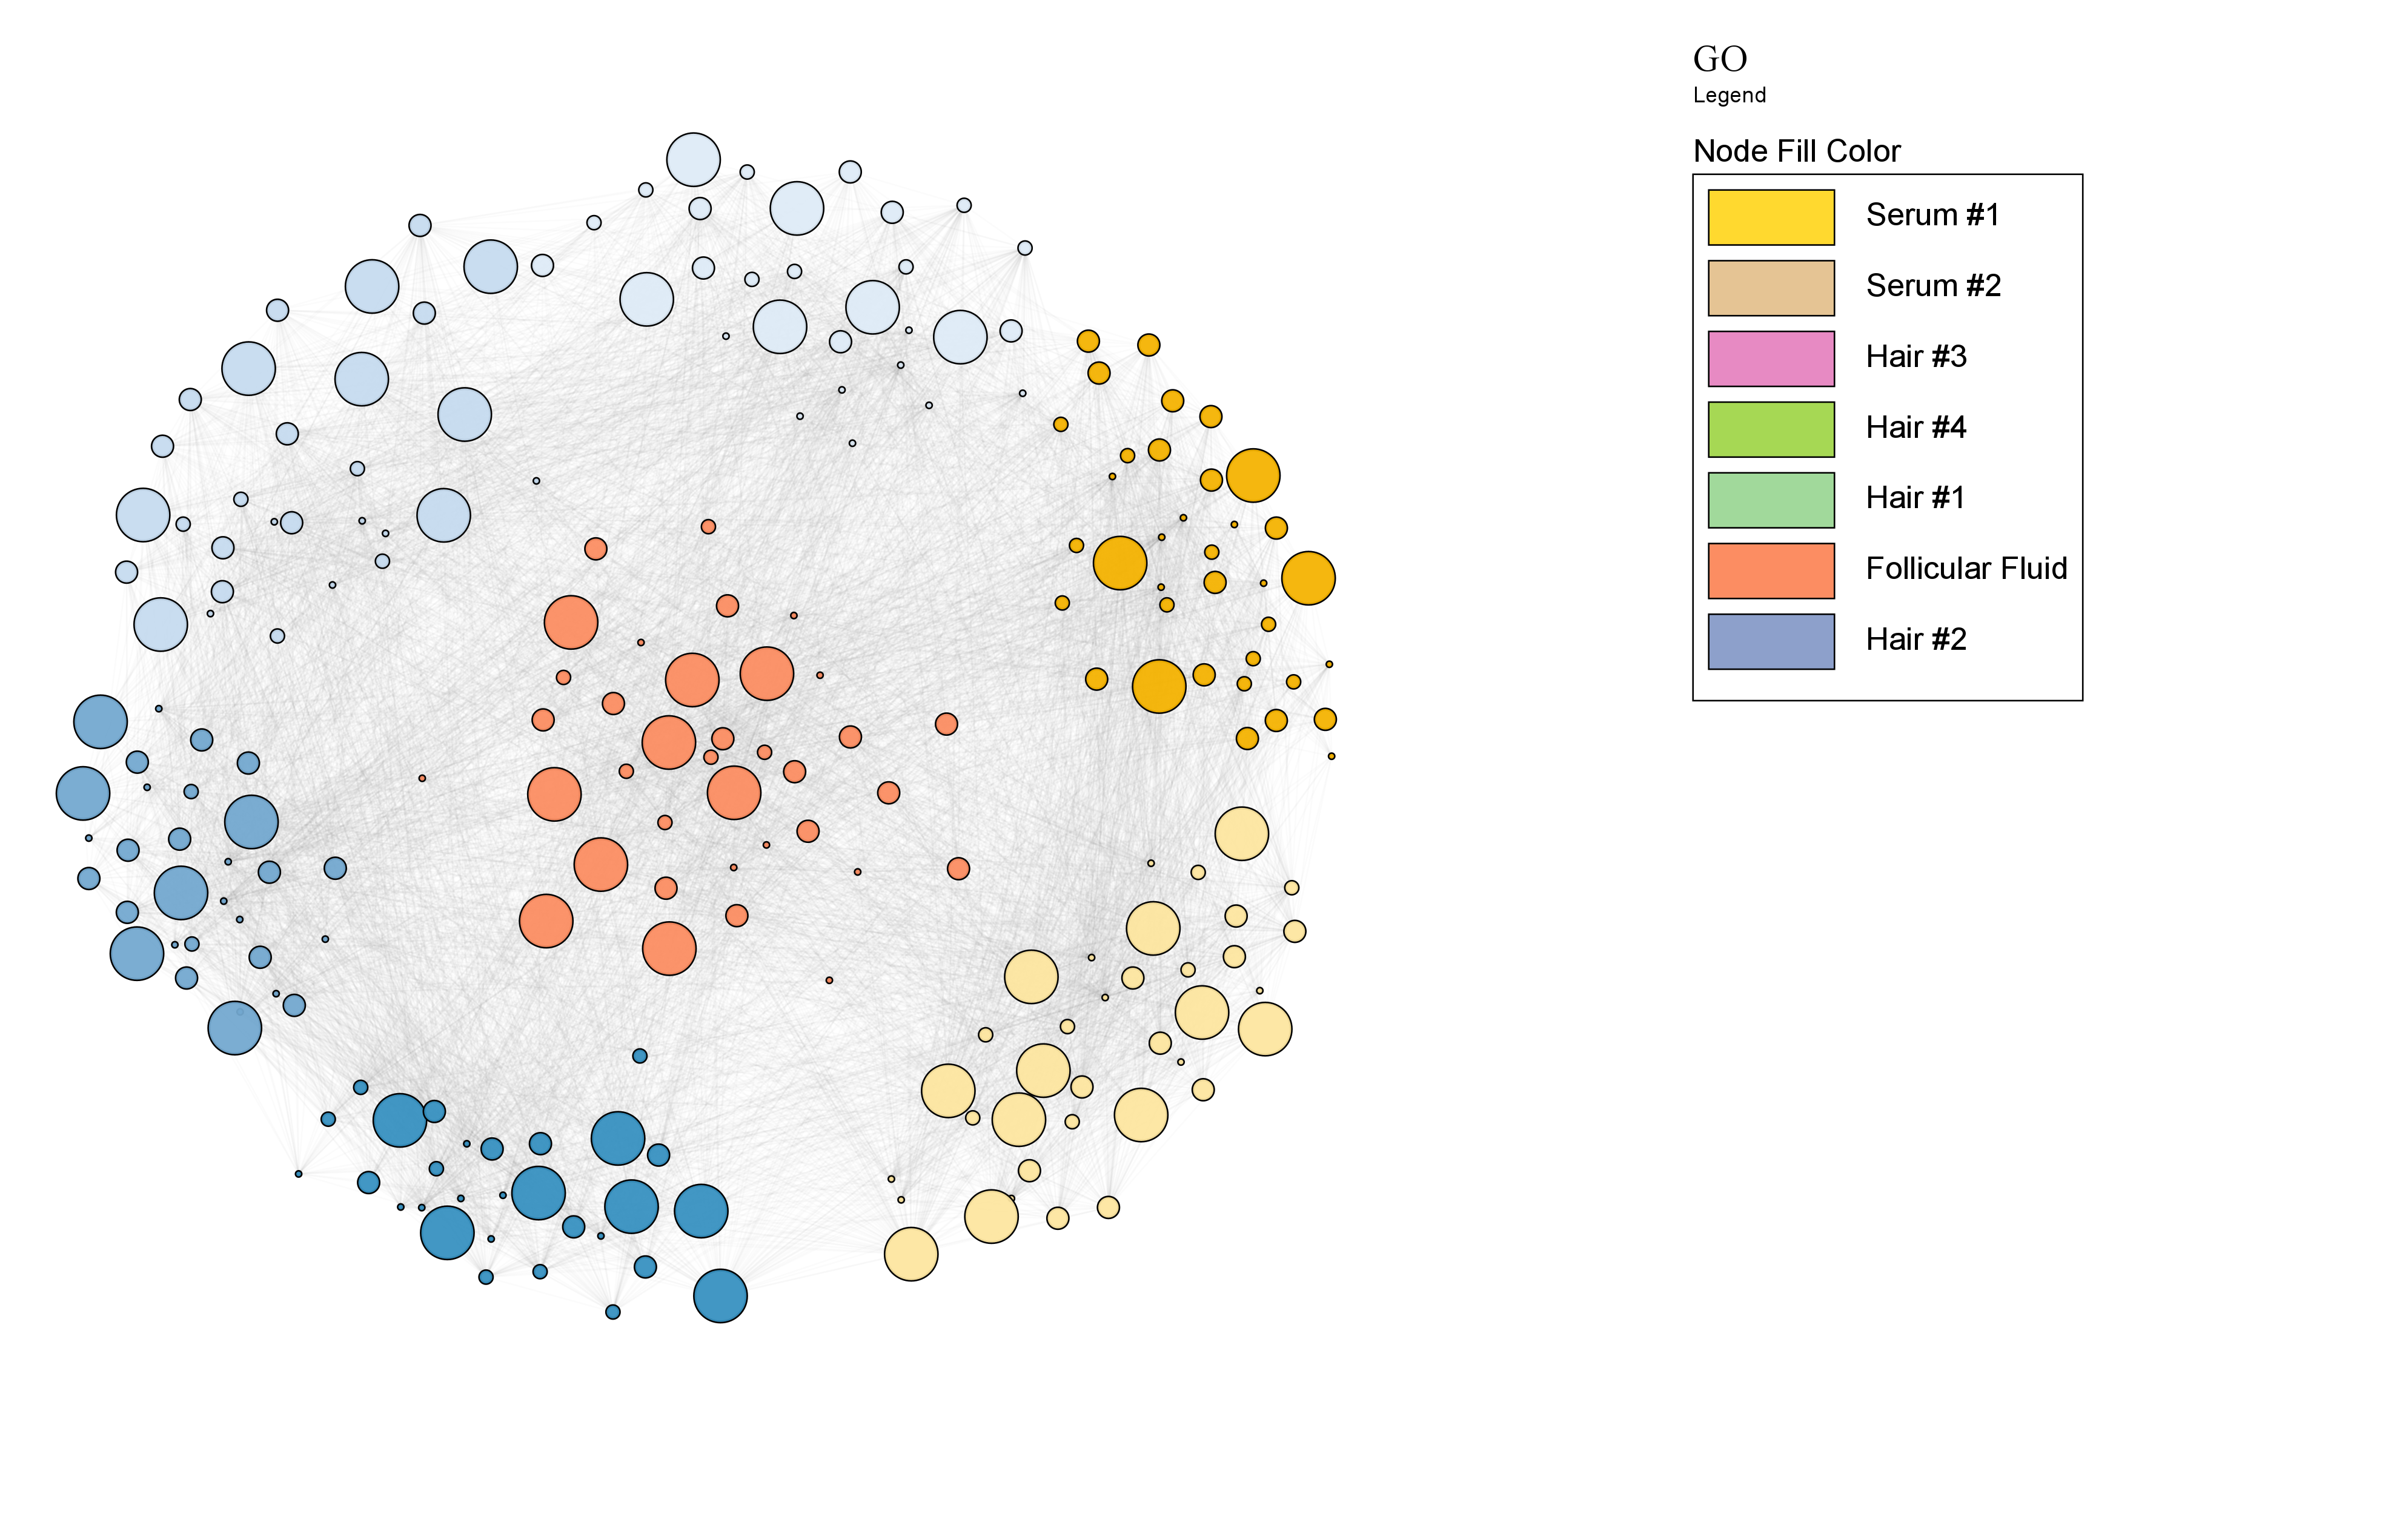 GO
Legend
Node Fill Color
Serum #1
Serum #2
Hair #3
Hair #4
Hair #1
Follicular Fluid
Hair #2